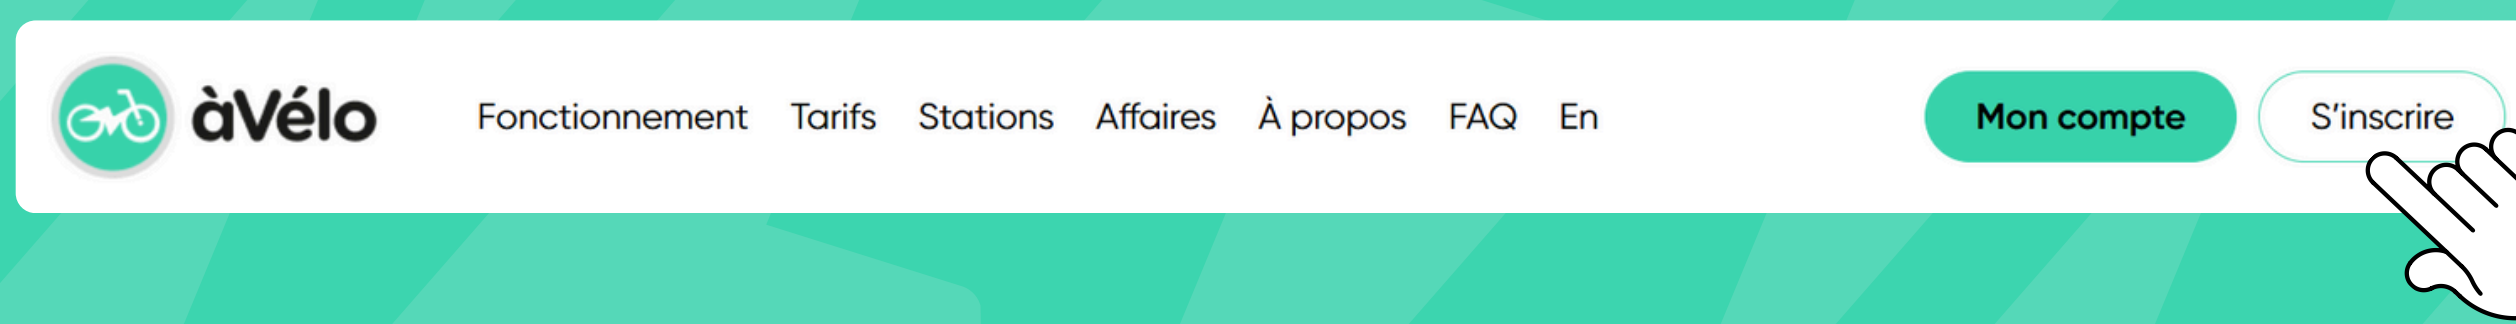 àVélo Fonctionnement Tarifs Stations Affaires À propos FAQ En Mon compte S'inscrire